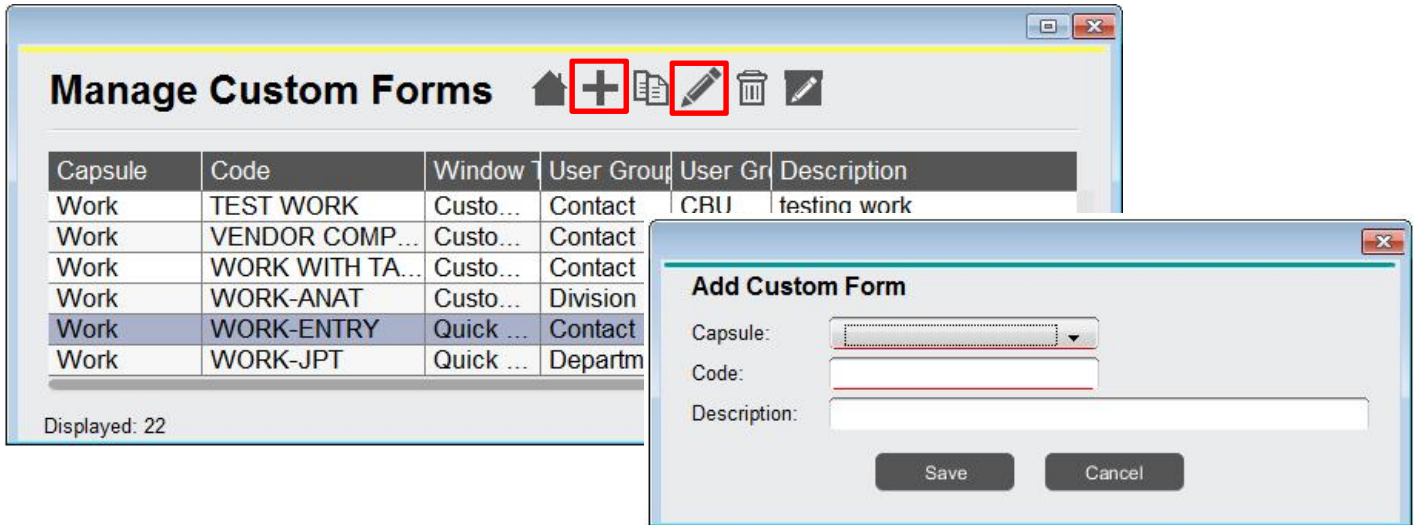 Manage Custom Forms
Capsule Code Window T User Group User Gr Description
Work TEST WORK Custo... Contact CBU testing work
Work VENDOR COMP... Custo... Contact
Work WORK WITH TA... Custo... Contact
Work WORK-ANAT Custo... Division
Work WORK-ENTRY Quick ... Contact
Work WORK-JPT Quick ... Departm
Displayed: 22
Add Custom Form
Capsule:
Code:
Description:
Save Cancel